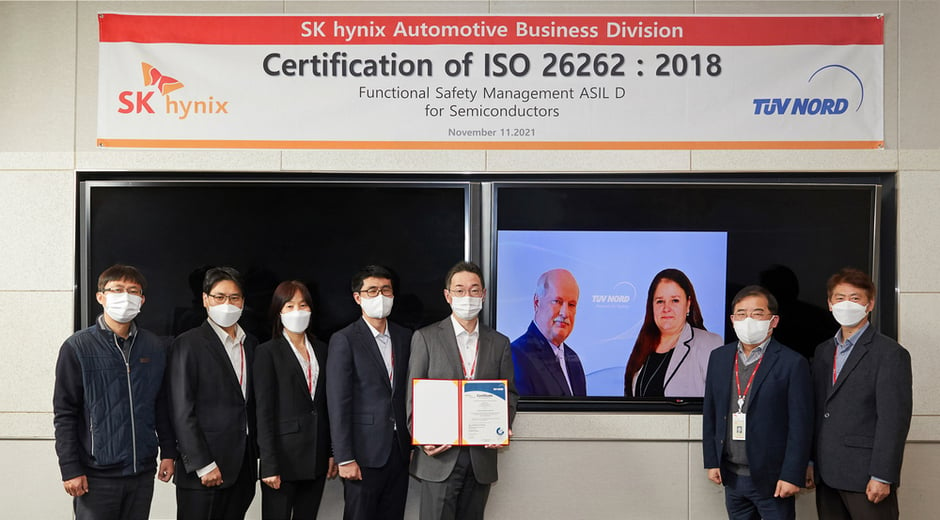 SK hynix Automotive Business Division
Certification of ISO 26262 : 2018
Functional Safety Management ASIL D
for Semiconductors
November 11.2021
SK hynix
TÜV NORD
TÜV NORD
Certificate